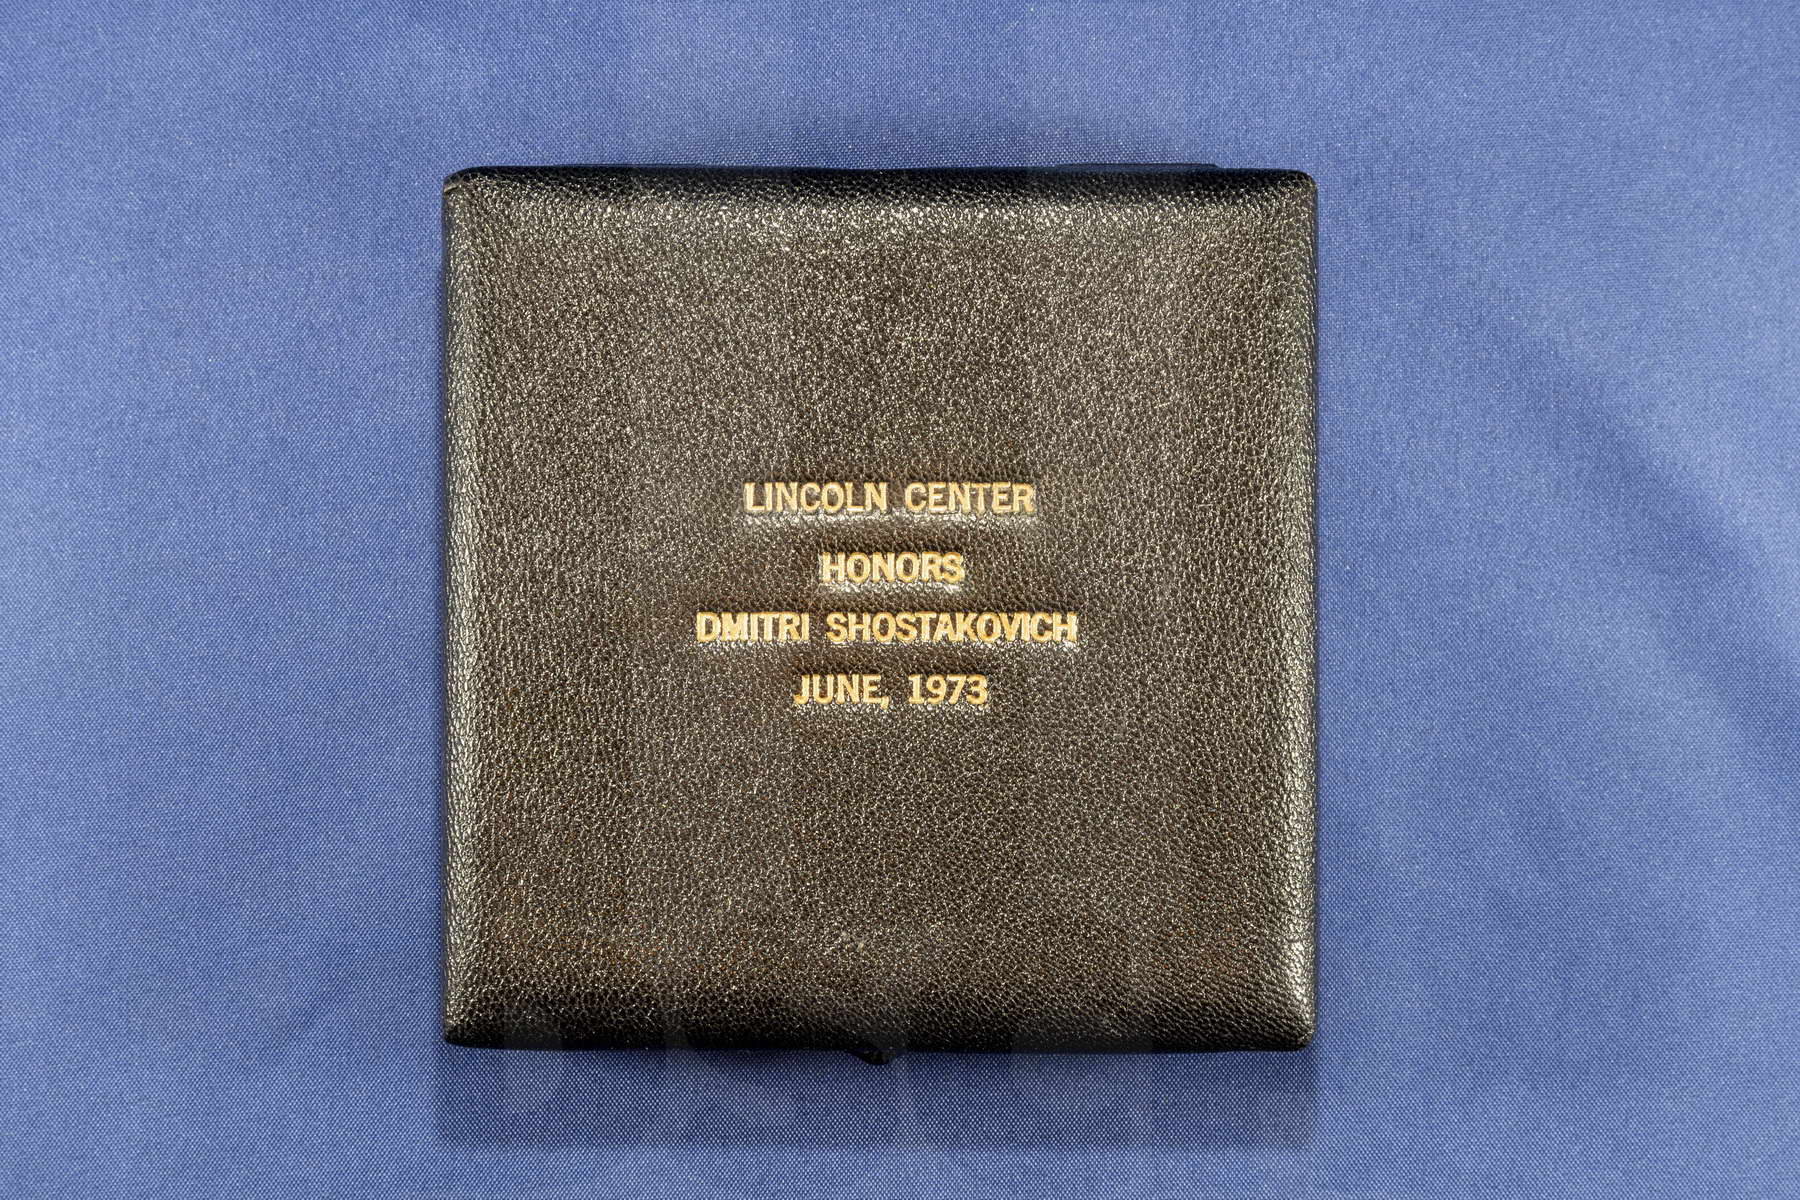 LINCOLN CENTER
HONORS
DMITRI SHOSTAKOVICH
JUNE, 1973